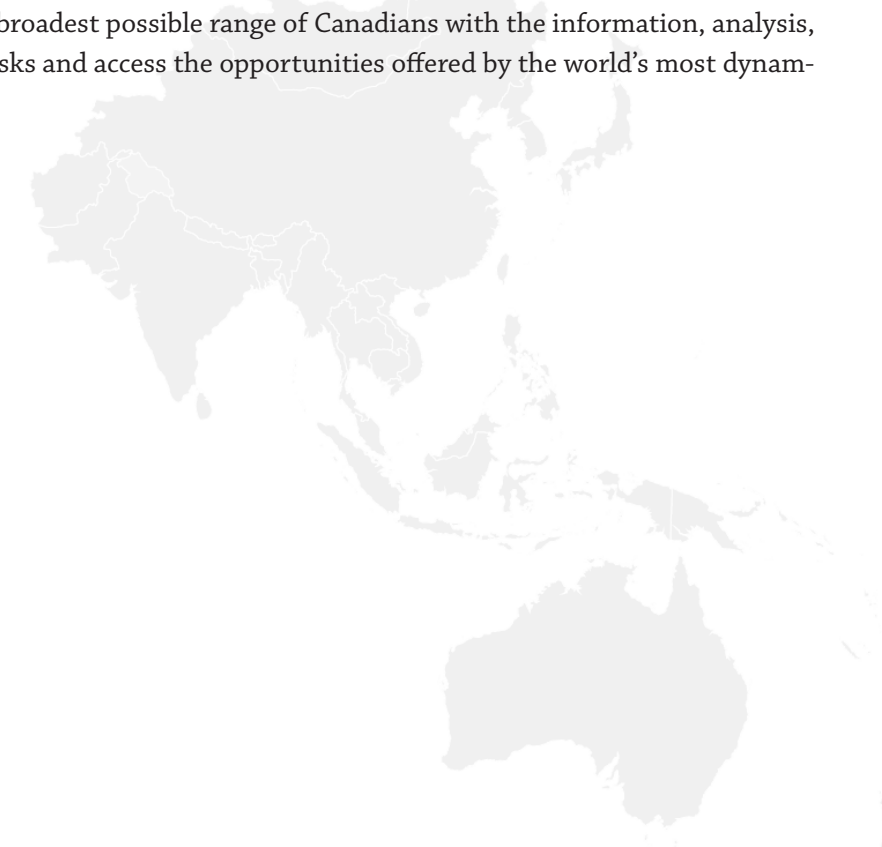 broadest possible range of Canadians with the information, analysis,
sks and access the opportunities offered by the world’s most dynam-